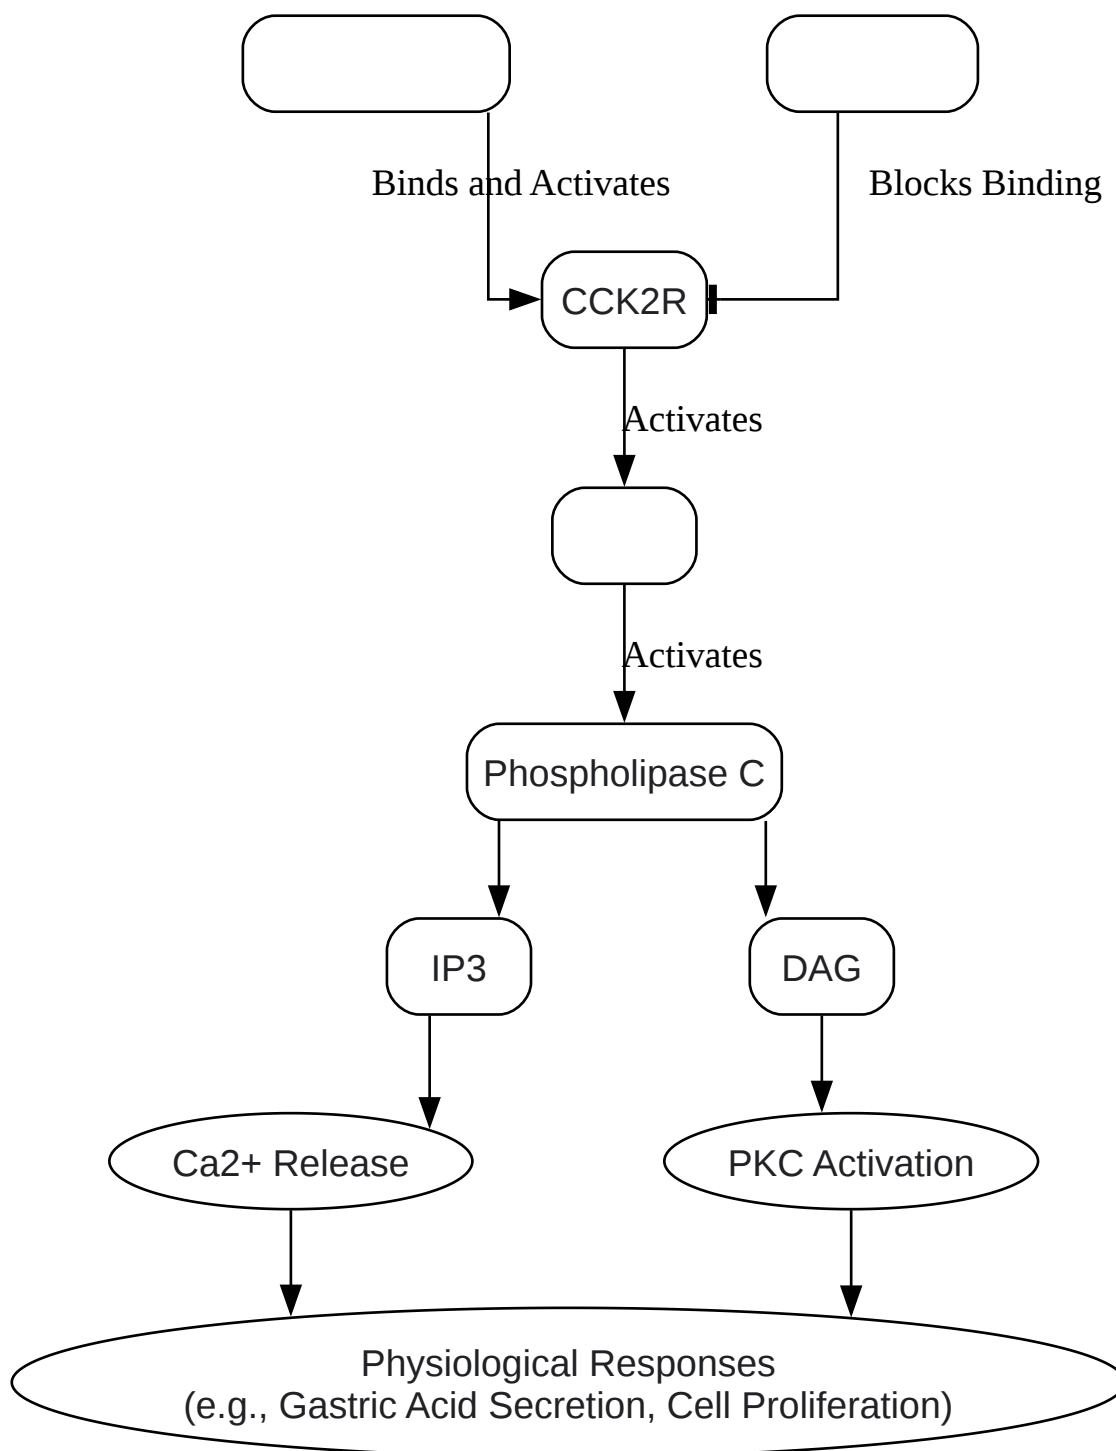 Binds and Activates
Blocks Binding
CCK2R
Activates
Activates
Phospholipase C
IP3
DAG
Ca2+ Release
PKC Activation
Physiological Responses
(e.g., Gastric Acid Secretion, Cell Proliferation)